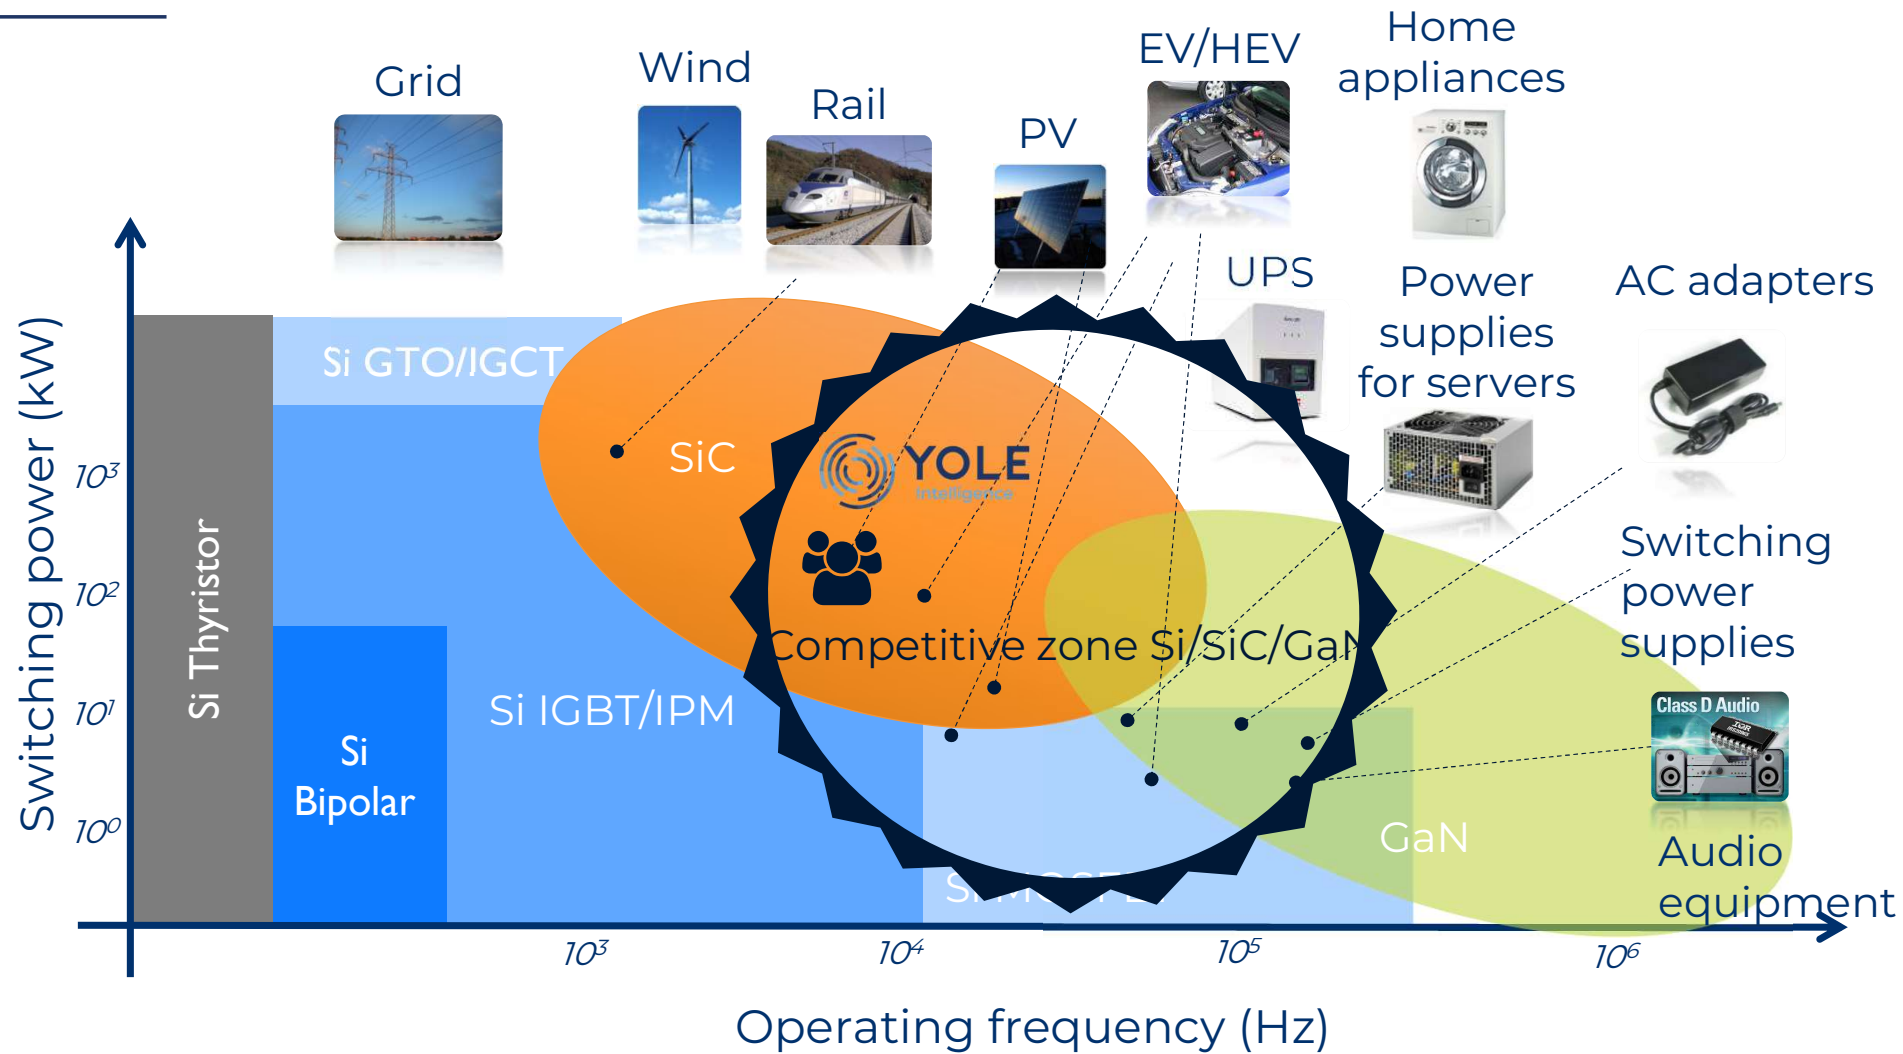 Grid
Wind
Rail
PV
EV/HEV
Home
appliances
UPS
Power
supplies
for servers
AC adapters
Switching
power
supplies
Class D Audio
Audio
equipment
Switching power (kW)
10³
10²
10¹
10⁰
Si Thyristor
Si GTO/IGCT
SiC
YOLE
Intelligence
Competitive zone Si/SiC/GaN
Si IGBT/IPM
Si
Bipolar
GaN
Si MOSFET
10³
10⁴
10⁵
10⁶
Operating frequency (Hz)